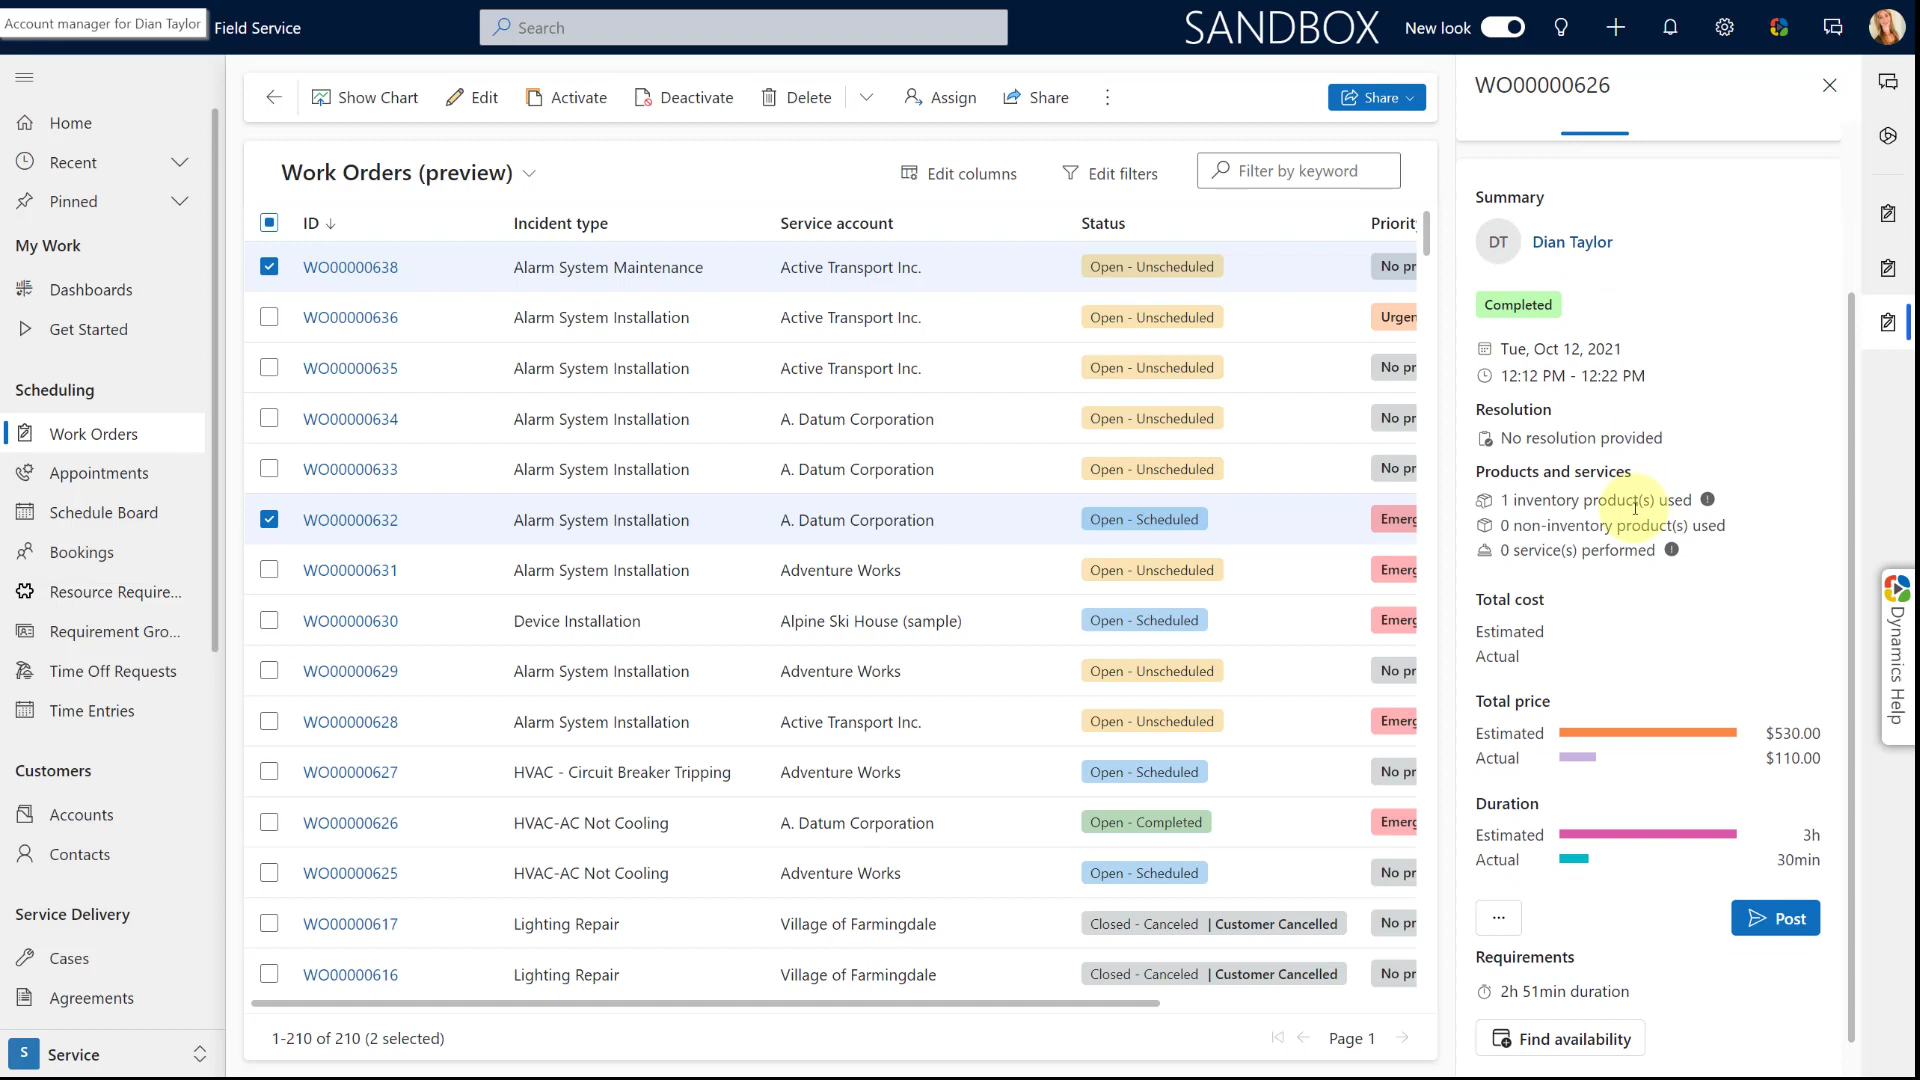 Account manager for Dian Taylor
Field Service
Search
SANDBOX
New look
Home
Recent
Pinned
My Work
Dashboards
Get Started
Scheduling
Work Orders
Appointments
Schedule Board
Bookings
Resource Require...
Requirement Gro...
Time Off Requests
Time Entries
Customers
Accounts
Contacts
Service Delivery
Cases
Agreements
S Service
Show Chart Edit Activate Deactivate Delete Assign Share Share
Work Orders (preview) Edit columns Edit filters Filter by keyword
ID Incident type Service account Status Priorit
WO00000638 Alarm System Maintenance Active Transport Inc. Open - Unscheduled No pr
WO00000636 Alarm System Installation Active Transport Inc. Open - Unscheduled Urgen
WO00000635 Alarm System Installation Active Transport Inc. Open - Unscheduled No pr
WO00000634 Alarm System Installation A. Datum Corporation Open - Unscheduled No pr
WO00000633 Alarm System Installation A. Datum Corporation Open - Unscheduled No pr
WO00000632 Alarm System Installation A. Datum Corporation Open - Scheduled Emerg
WO00000631 Alarm System Installation Adventure Works Open - Unscheduled Emerg
WO00000630 Device Installation Alpine Ski House (sample) Open - Scheduled Emerg
WO00000629 Alarm System Installation Adventure Works Open - Unscheduled No pr
WO00000628 Alarm System Installation Active Transport Inc. Open - Unscheduled Emerg
WO00000627 HVAC - Circuit Breaker Tripping Adventure Works Open - Scheduled No pr
WO00000626 HVAC-AC Not Cooling A. Datum Corporation Open - Completed Emerg
WO00000625 HVAC-AC Not Cooling Adventure Works Open - Scheduled No pr
WO00000617 Lighting Repair Village of Farmingdale Closed - Canceled | Customer Cancelled No pr
WO00000616 Lighting Repair Village of Farmingdale Closed - Canceled | Customer Cancelled No pr
1-210 of 210 (2 selected) Page 1
WO00000626
Summary
DT Dian Taylor
Completed
Tue, Oct 12, 2021
12:12 PM - 12:22 PM
Resolution
No resolution provided
Products and services
1 inventory product(s) used
0 non-inventory product(s) used
0 service(s) performed
Total cost
Estimated
Actual
Total price
Estimated $530.00
Actual $110.00
Duration
Estimated 3h
Actual 30min
... Post
Requirements
2h 51min duration
Find availability
Dynamics Help